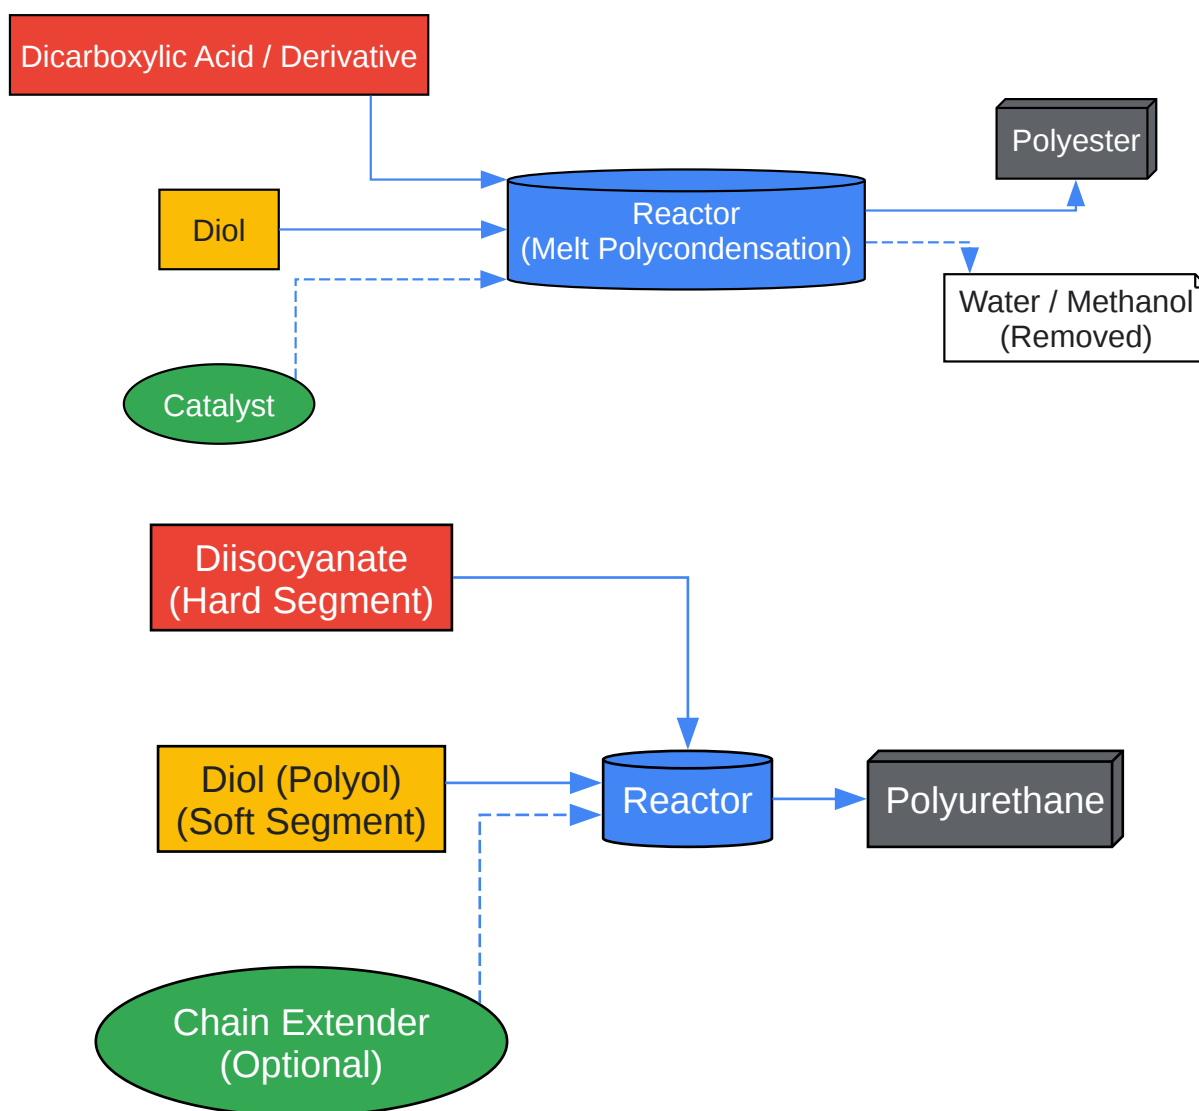 Dicarboxylic Acid / Derivative
Polyester
Diol
Reactor
(Melt Polycondensation)
Water / Methanol
(Removed)
Catalyst
Diisocyanate
(Hard Segment)
Diol (Polyol)
(Soft Segment)
Reactor
Polyurethane
Chain Extender
(Optional)